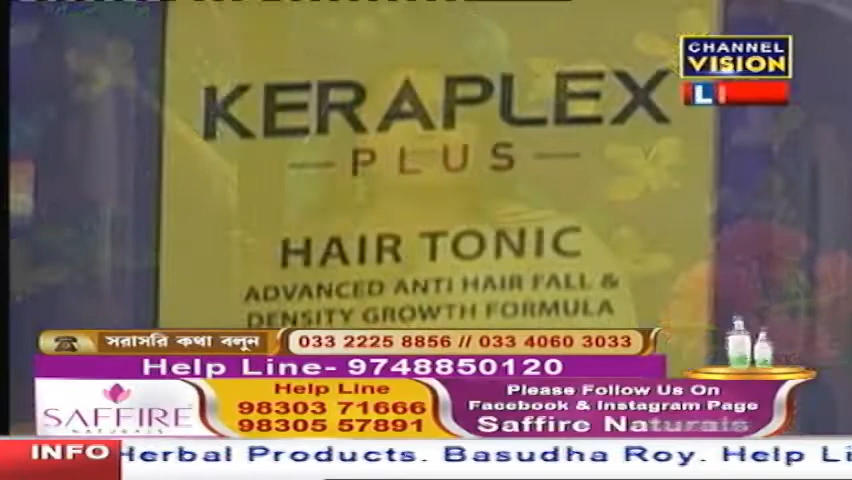 CHANNEL
VISION
L
KERAPLEX
PLUS
HAIR TONIC
ADVANCED ANTI HAIR FALL &
DENSITY GROWTH FORMULA
সরাসরি কথা বলুন
033 2225 8856 // 033 4060 3033
Help Line- 9748850120
SAFFIRE
NATURALS
Help Line
98303 71666
98305 57891
Please Follow Us On
Facebook & Instagram Page
Saffire Naturals
INFO
Herbal Products. Basudha Roy. Help Li